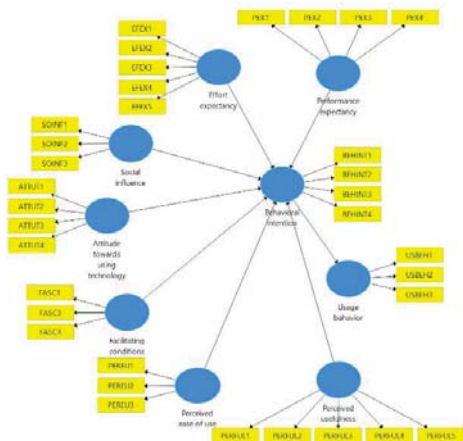 PEX1
PEX2
PEX3
PEX4
EFEX1
EFEX2
EFEX3
EFEX4
EFEX5
Effort
expectancy
Performance
expectancy
SOINF1
SOINF2
SOINF3
Social
influence
BEHINT1
BEHINT2
BEHINT3
BEHINT4
Behavioral
intention
ATTUT1
ATTUT2
ATTUT3
ATTUT4
Attitude
towards
using
technology
USBEH1
USBEH2
USBEH3
Usage
behavior
FASC1
FASC2
FASC3
Facilitating
conditions
PEREU1
PEREU2
PEREU3
Perceived
ease of use
Perceived
usefulness
PERFUL1
PERFUL2
PERFUL3
PERFUL4
PERFUL5